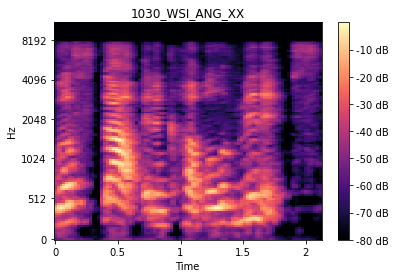 1030_WSI_ANG_XX
8192
4096
2048
1024
512
0
Hz
0
0.5
1
1.5
2
Time
-10 dB
-20 dB
-30 dB
-40 dB
-50 dB
-60 dB
-70 dB
-80 dB